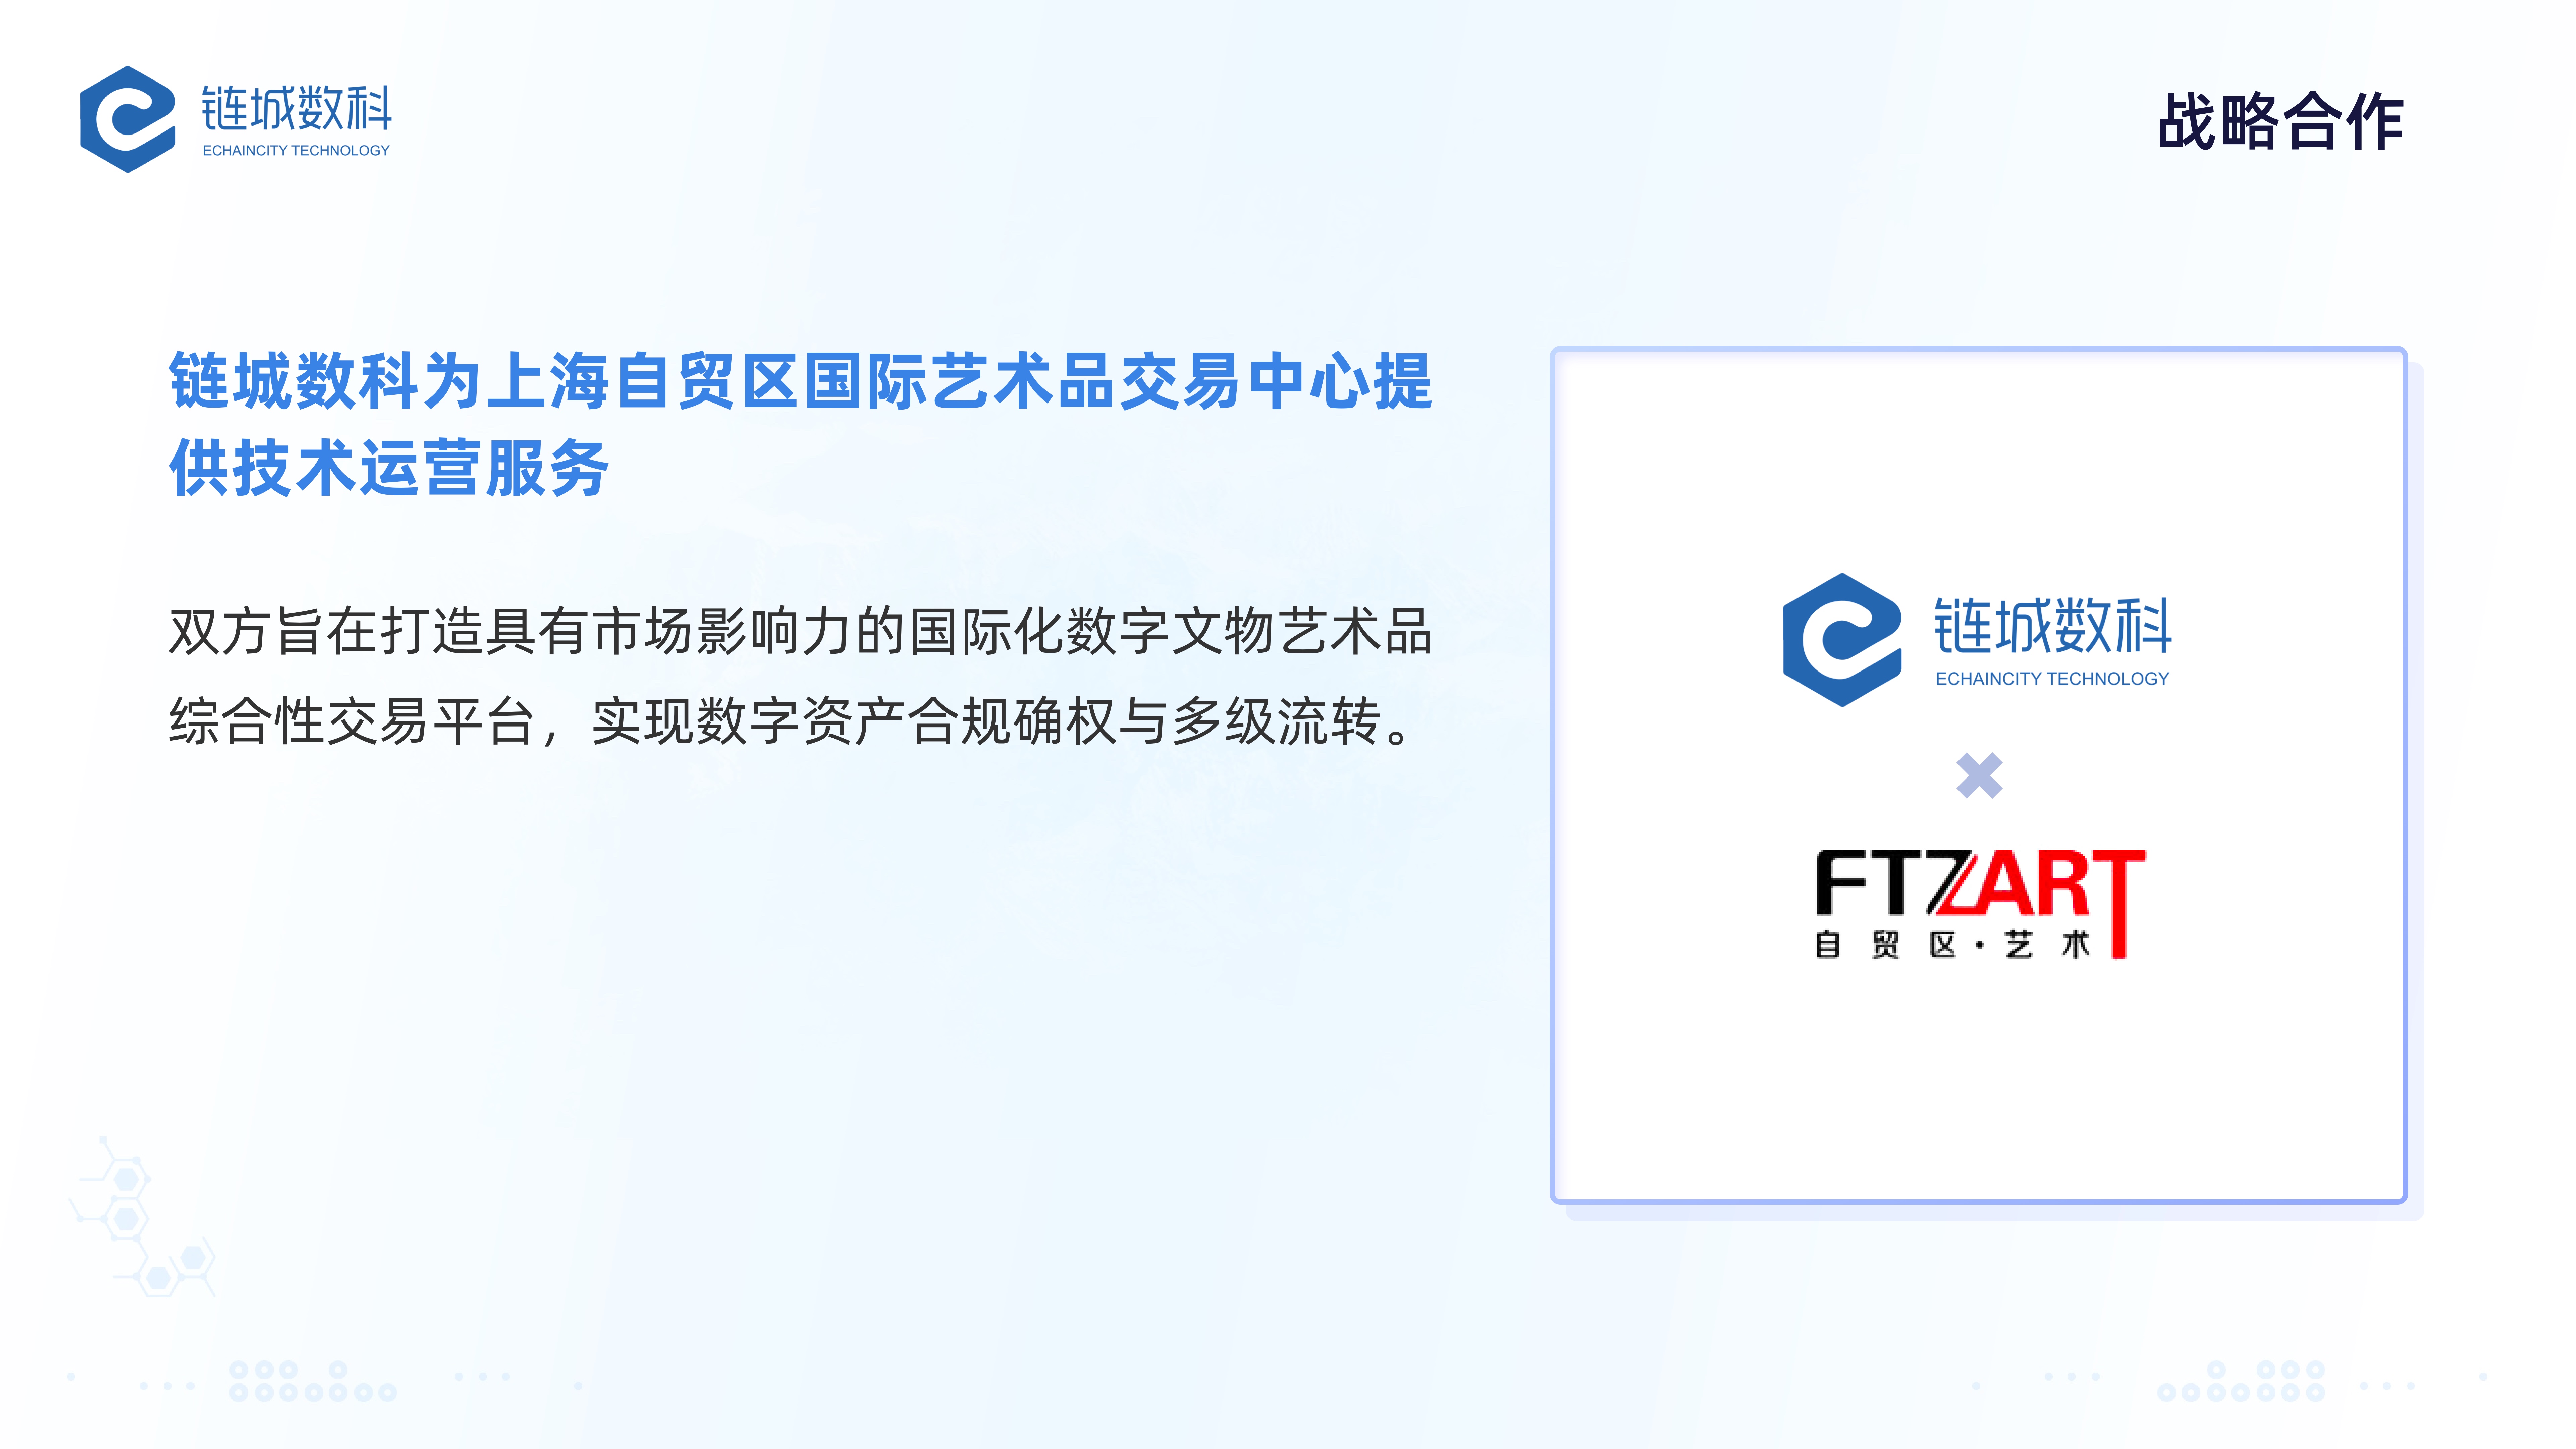 链城数科
ECHAINCITY TECHNOLOGY
战略合作
链城数科为上海自贸区国际艺术品交易中心提
供技术运营服务
双方旨在打造具有市场影响力的国际化数字文物艺术品
综合性交易平台，实现数字资产合规确权与多级流转。
链城数科
ECHAINCITY TECHNOLOGY
FTZART
自贸区·艺术